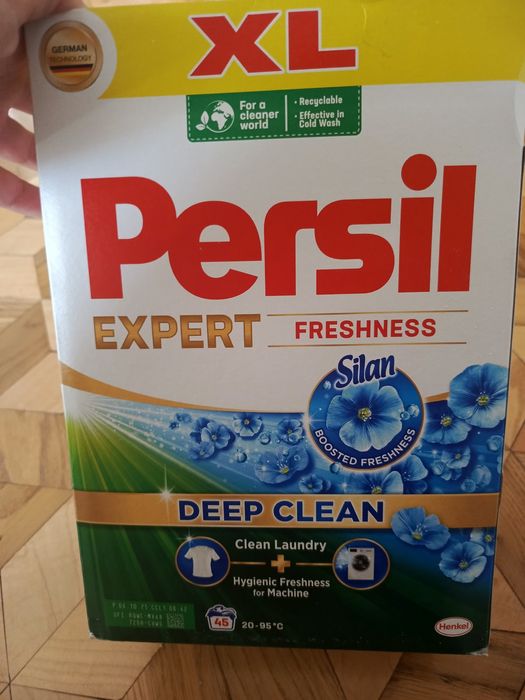 XL
GERMAN
TECHNOLOGY
For a
cleaner
world
• Recyclable
• Effective in
Cold Wash
Persil
EXPERT
FRESHNESS
Silan
BOOSTED FRESHNESS
DEEP CLEAN
Clean Laundry
+
Hygienic Freshness
for Machine
45
20-95°C
Henkel